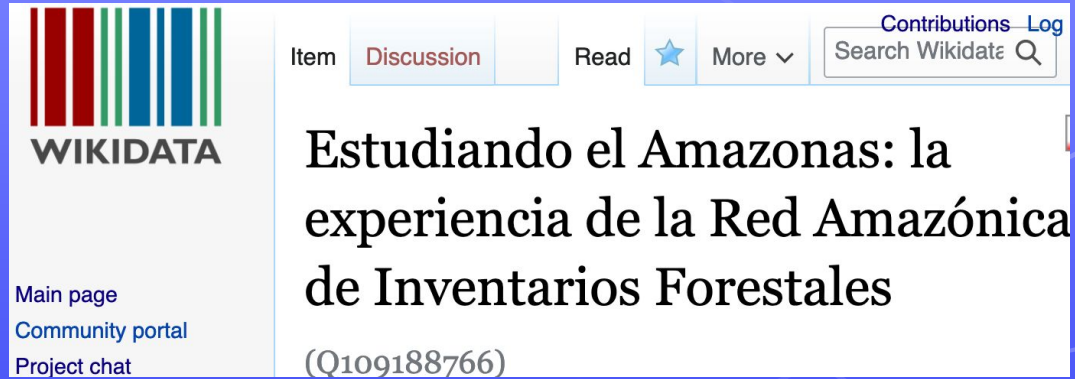 WIKIDATA
Main page
Community portal
Project chat
Contributions Log
Item Discussion Read More Search Wikidata
Estudiando el Amazonas: la
experiencia de la Red Amazónica
de Inventarios Forestales
(Q109188766)